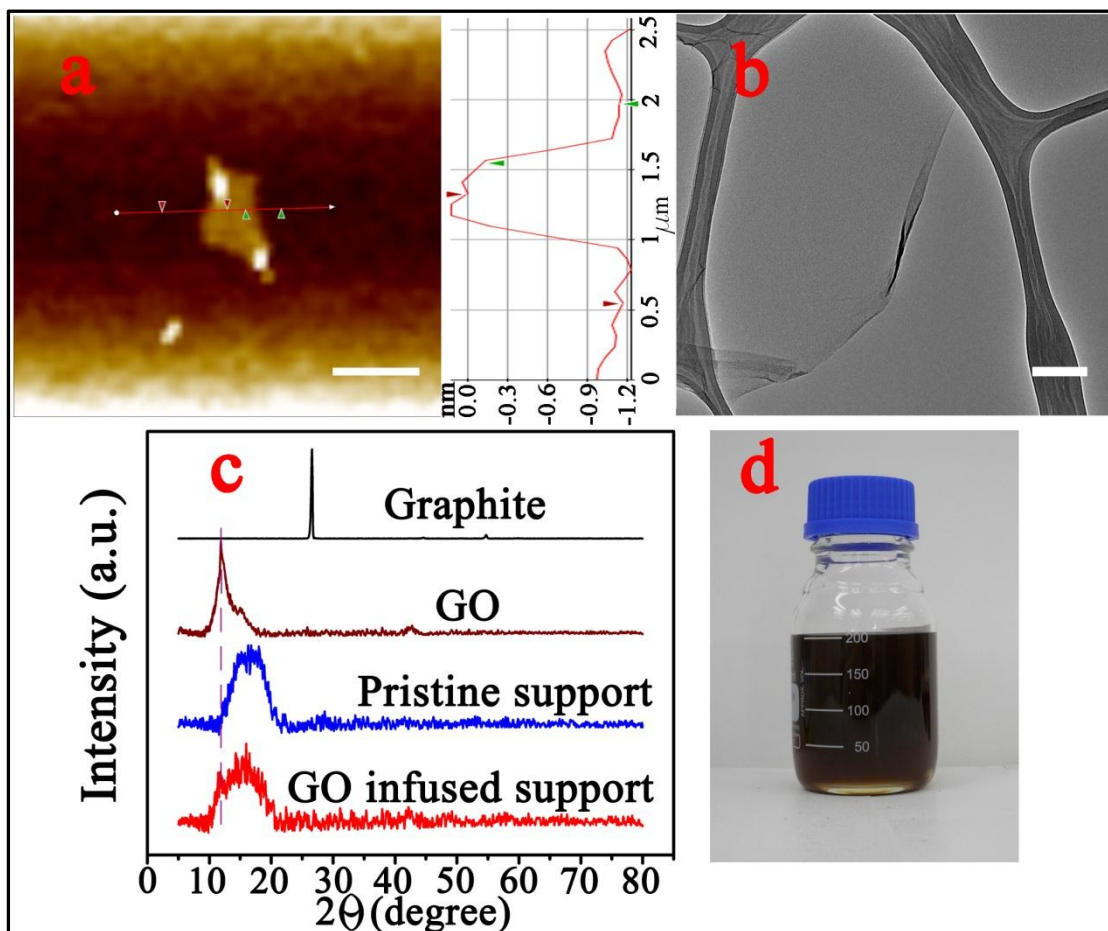 a
2.5
2
1.5
1
0.5
0
μm
nm
0.0
-0.3
-0.6
-0.9
-1.2
b
c
Graphite
GO
Pristine support
GO infused support
Intensity (a.u.)
0 10 20 30 40 50 60 70 80
2θ (degree)
d
200
150
100
50